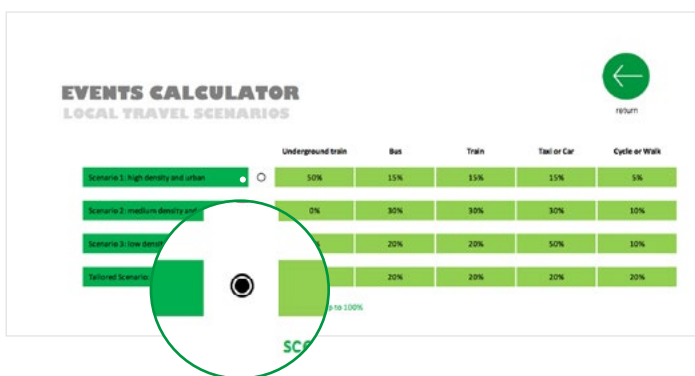 EVENTS CALCULATOR
LOCAL TRAVEL SCENARIOS
return
Underground train Bus Train Taxi or Car Cycle or Walk
Scenario 1: high density and urban 50% 15% 15% 15% 5%
Scenario 2: medium density and 0% 30% 30% 30% 10%
Scenario 3: low densit 20% 20% 50% 10%
Tailored Scenario: 20% 20% 20% 20%
to 100%